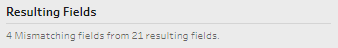 Resulting Fields
4 Mismatching fields from 21 resulting fields.